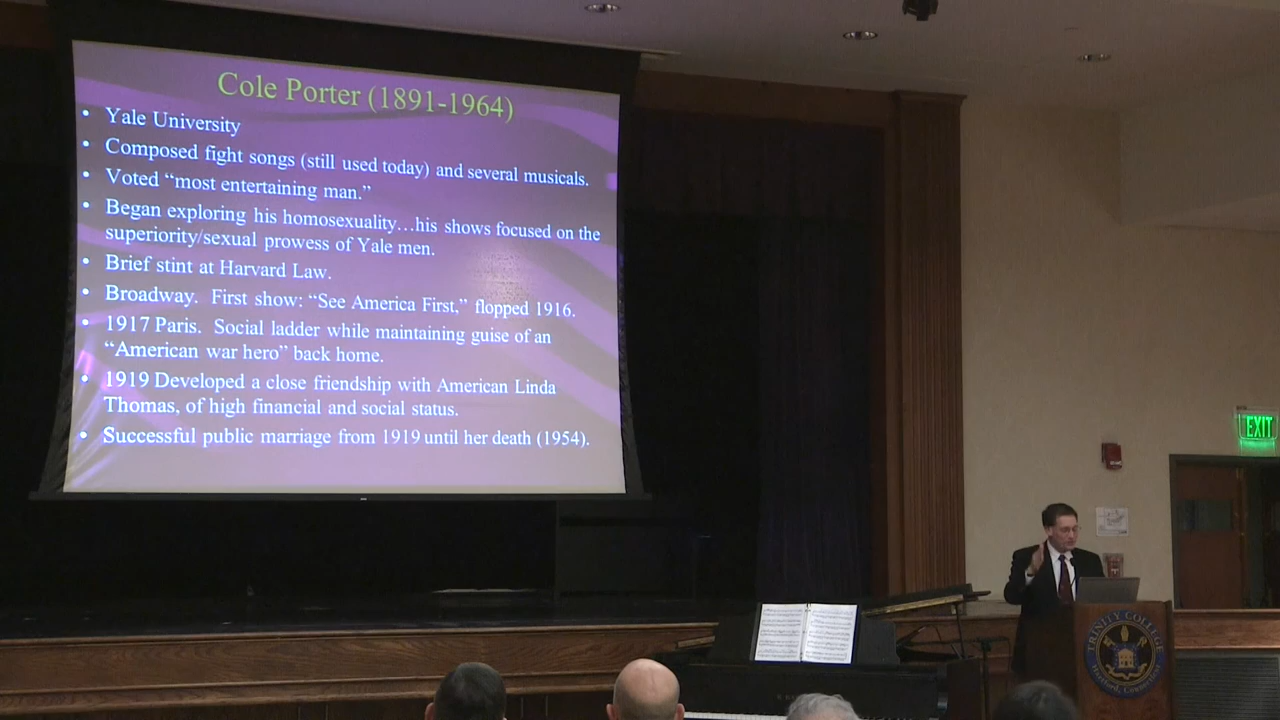 Cole Porter (1891-1964)
• Yale University
• Composed fight songs (still used today) and several musicals.
• Voted “most entertaining man.”
• Began exploring his homosexuality…his shows focused on the
superiority/sexual prowess of Yale men.
• Brief stint at Harvard Law.
• Broadway. First show: “See America First,” flopped 1916.
• 1917 Paris. Social ladder while maintaining guise of an
“American war hero” back home.
• 1919 Developed a close friendship with American Linda
Thomas, of high financial and social status.
• Successful public marriage from 1919 until her death (1954).
EXIT
TRINITY COLLEGE
Hartford, Connecticut